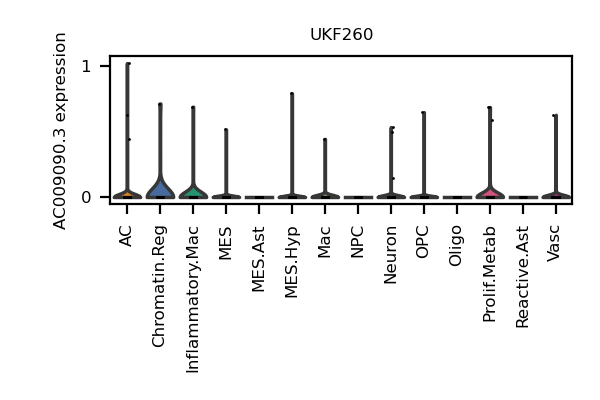 UKF260
AC009090.3 expression
1
0
AC
Chromatin.Reg
Inflammatory.Mac
MES
MES.Ast
MES.Hyp
Mac
NPC
Neuron
OPC
Oligo
Prolif.Metab
Reactive.Ast
Vasc